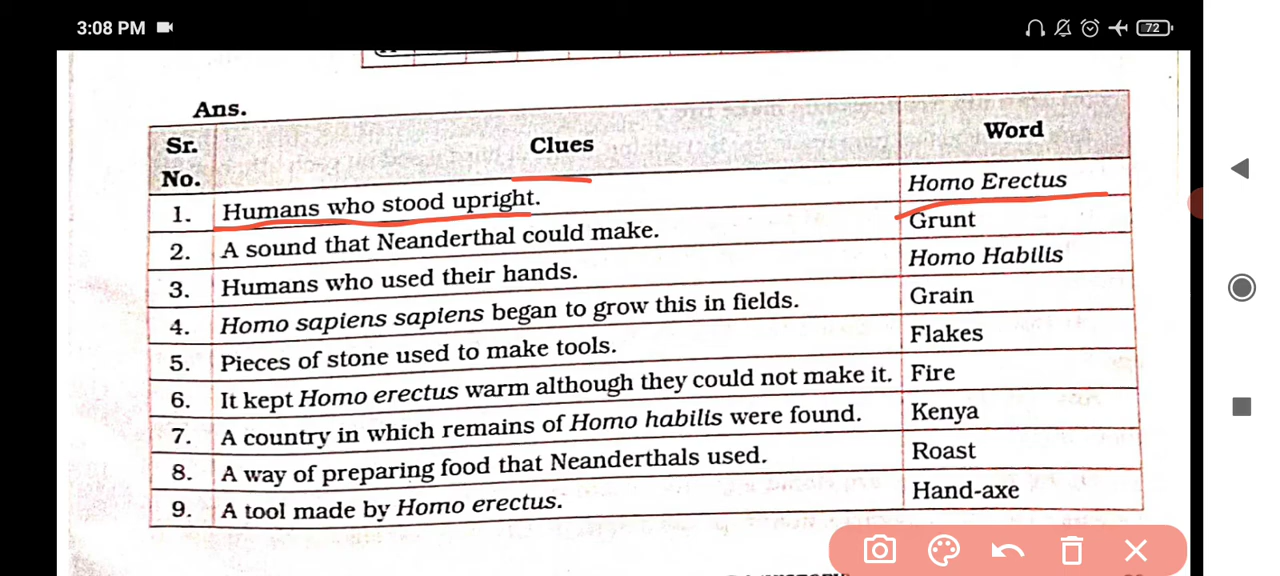 3:08 PM
72
Ans.
Sr. No. Clues Word
1. Humans who stood upright. Homo Erectus
2. A sound that Neanderthal could make. Grunt
3. Humans who used their hands. Homo Habilis
4. Homo sapiens sapiens began to grow this in fields. Grain
5. Pieces of stone used to make tools. Flakes
6. It kept Homo erectus warm although they could not make it. Fire
7. A country in which remains of Homo habilis were found. Kenya
8. A way of preparing food that Neanderthals used. Roast
9. A tool made by Homo erectus. Hand-axe